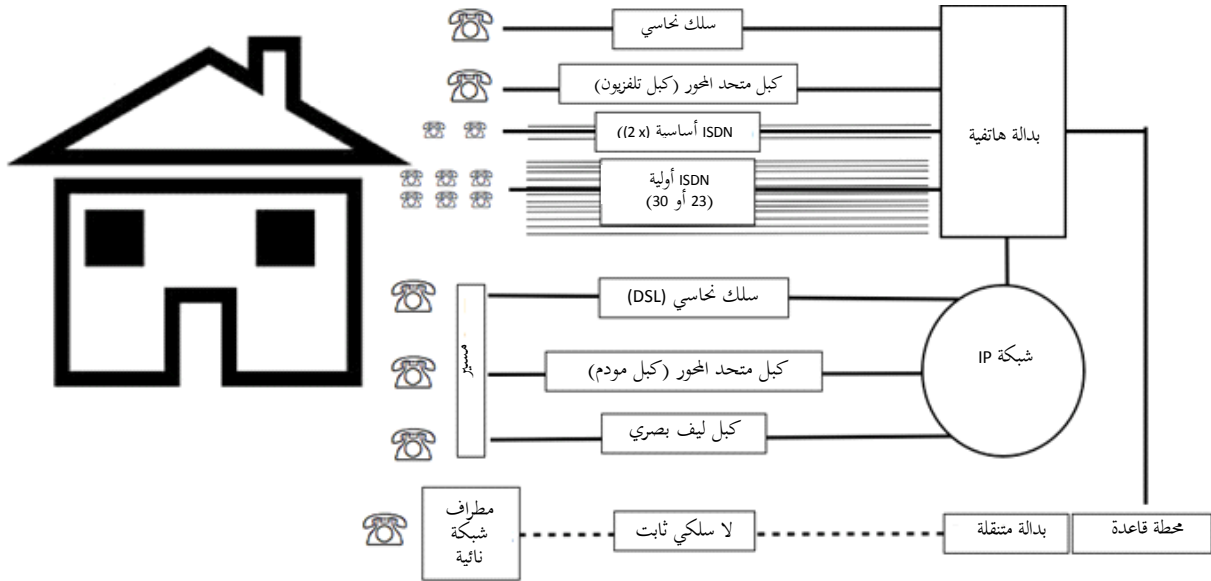 سلك نحاسي
كبل متحد المحور (كبل تلفزيون)
ISDN أساسية (2 x))
ISDN أولية
(23 أو 30)
بدالة هاتفية
سلك نحاسي (DSL)
كبل متحد المحور (كبل مودم)
كبل ليف بصري
مسير
شبكة IP
مطراف
شبكة
نائية
لا سلكي ثابت
بدالة متنقلة
محطة قاعدة